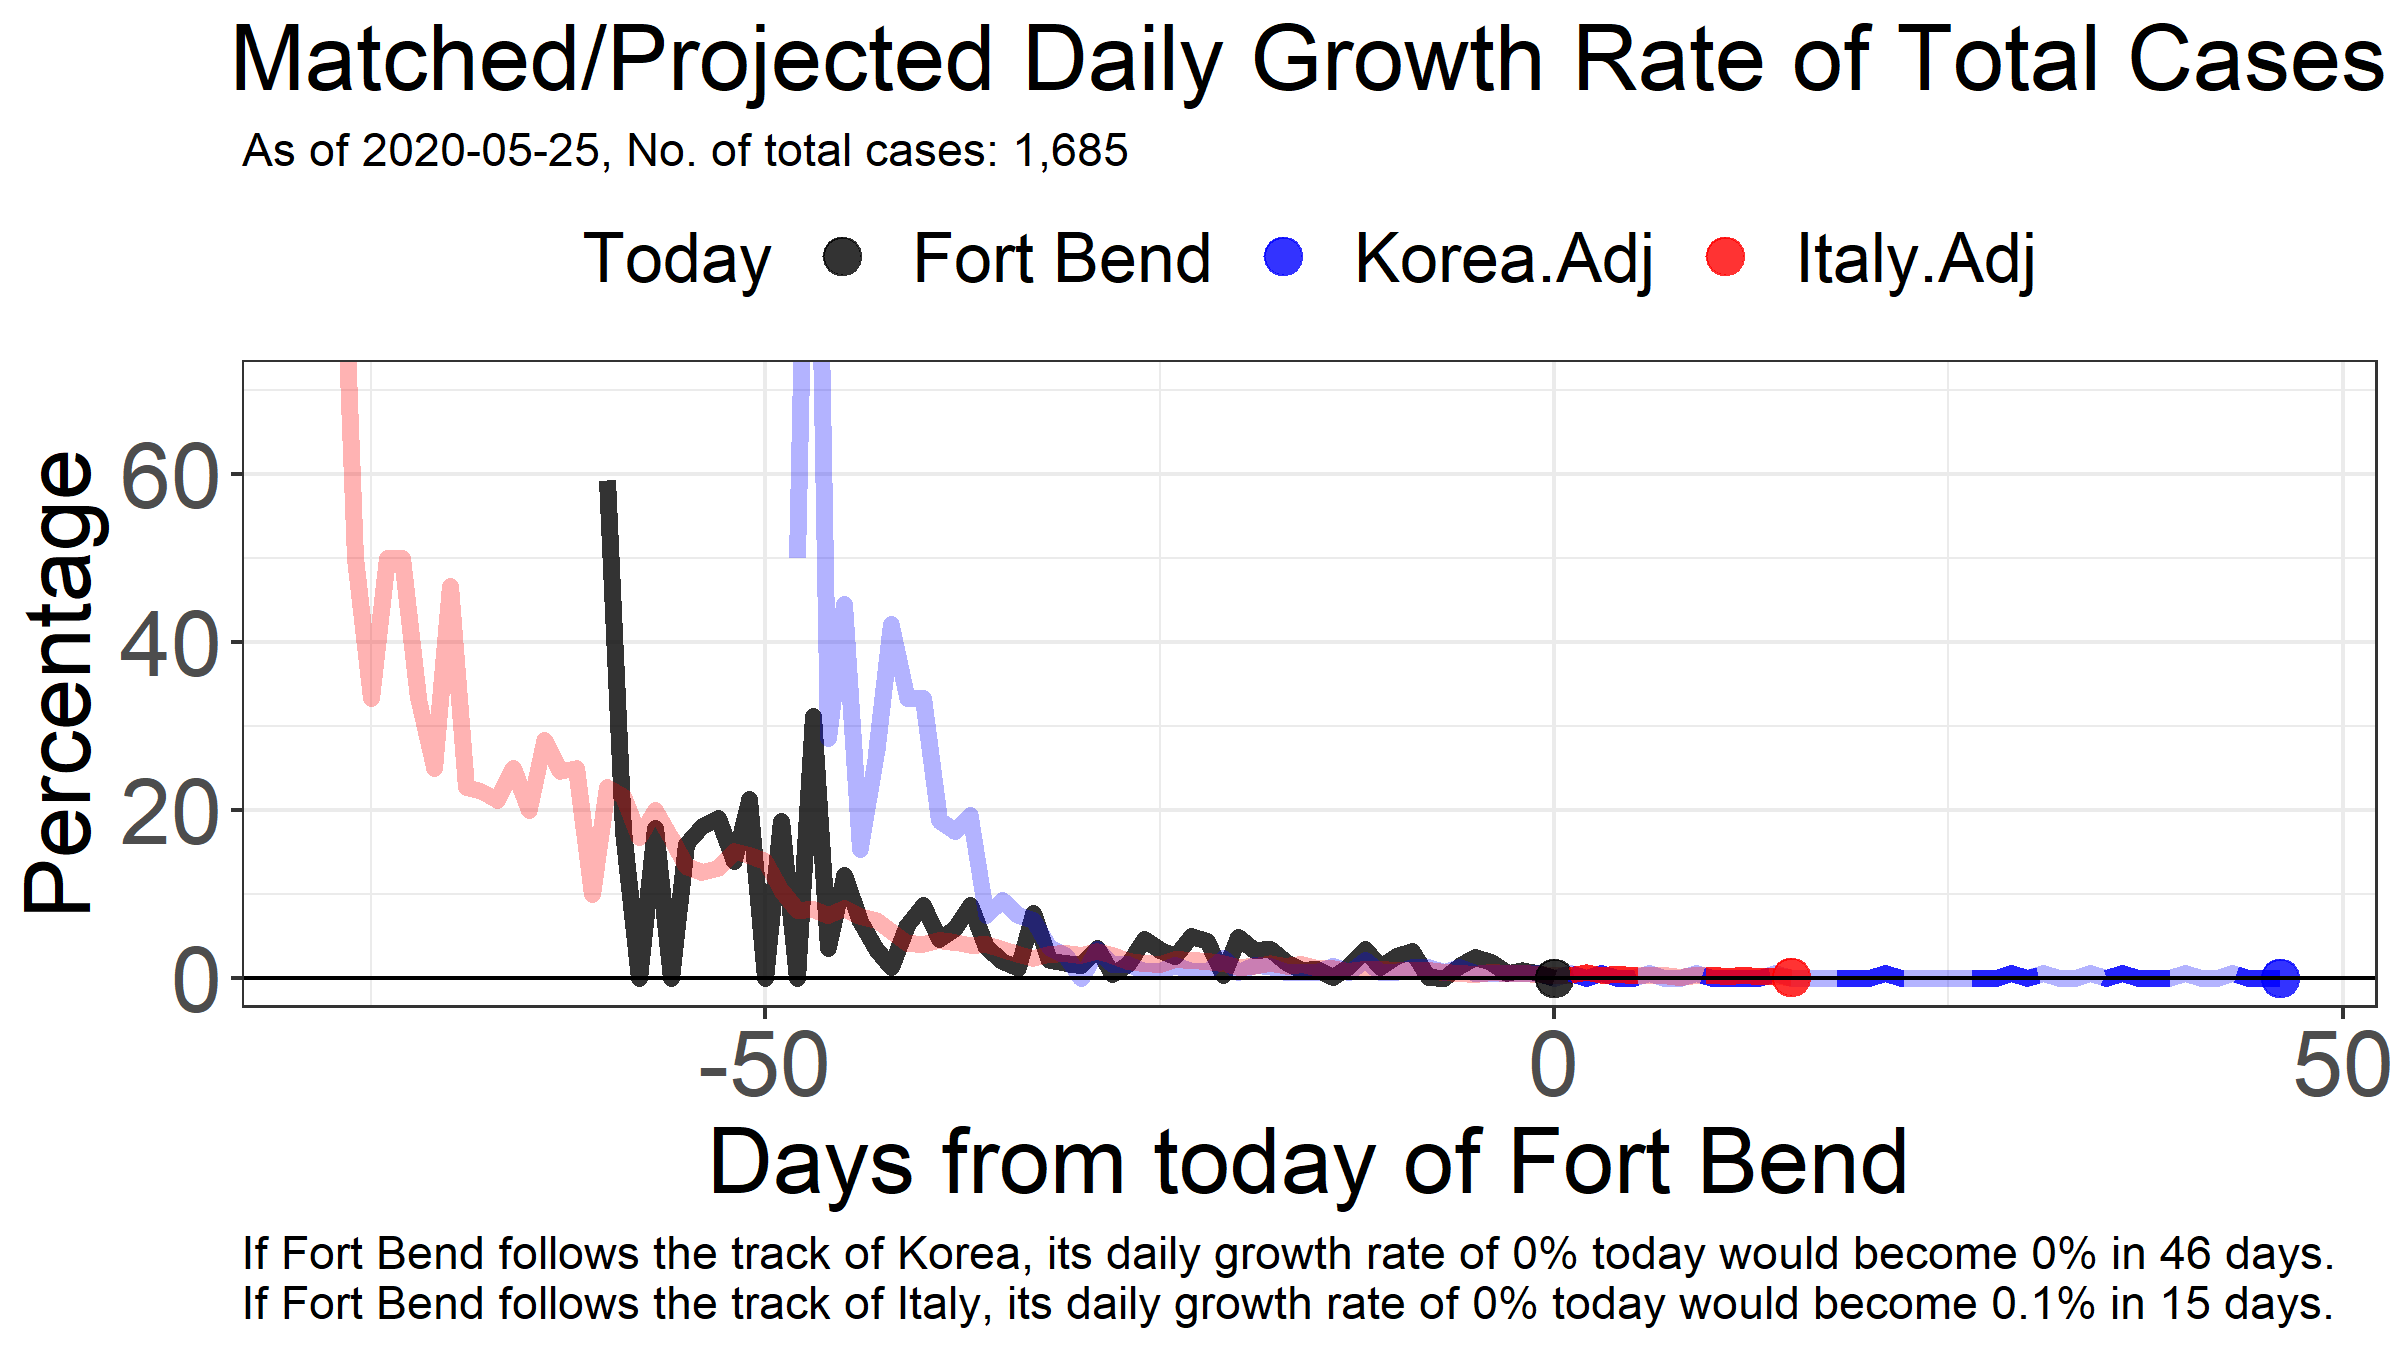 Matched/Projected Daily Growth Rate of Total Cases
As of 2020-05-25, No. of total cases: 1,685
Today Fort Bend Korea.Adj Italy.Adj
Percentage
60
40
20
0
-50 0 50
Days from today of Fort Bend
If Fort Bend follows the track of Korea, its daily growth rate of 0% today would become 0% in 46 days.
If Fort Bend follows the track of Italy, its daily growth rate of 0% today would become 0.1% in 15 days.